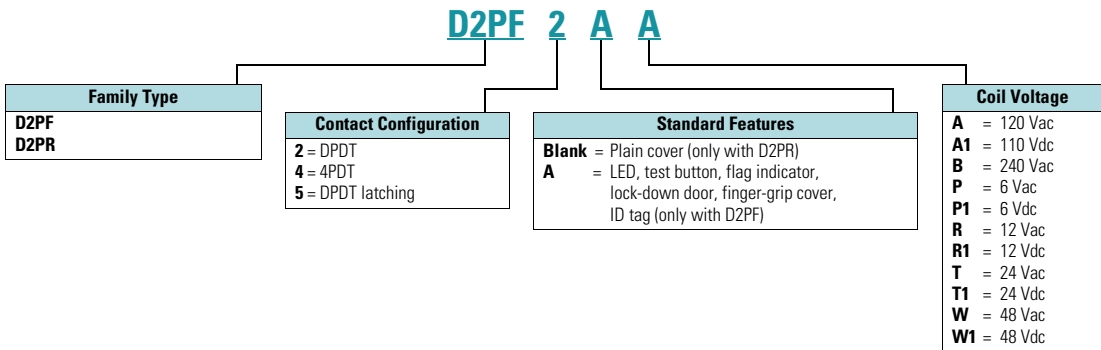 D2PF 2 A A
Family Type
D2PF
D2PR
Contact Configuration
2 = DPDT
4 = 4PDT
5 = DPDT latching
Standard Features
Blank = Plain cover (only with D2PR)
A = LED, test button, flag indicator,
lock-down door, finger-grip cover,
ID tag (only with D2PF)
Coil Voltage
A = 120 Vac
A1 = 110 Vdc
B = 240 Vac
P = 6 Vac
P1 = 6 Vdc
R = 12 Vac
R1 = 12 Vdc
T = 24 Vac
T1 = 24 Vdc
W = 48 Vac
W1 = 48 Vdc